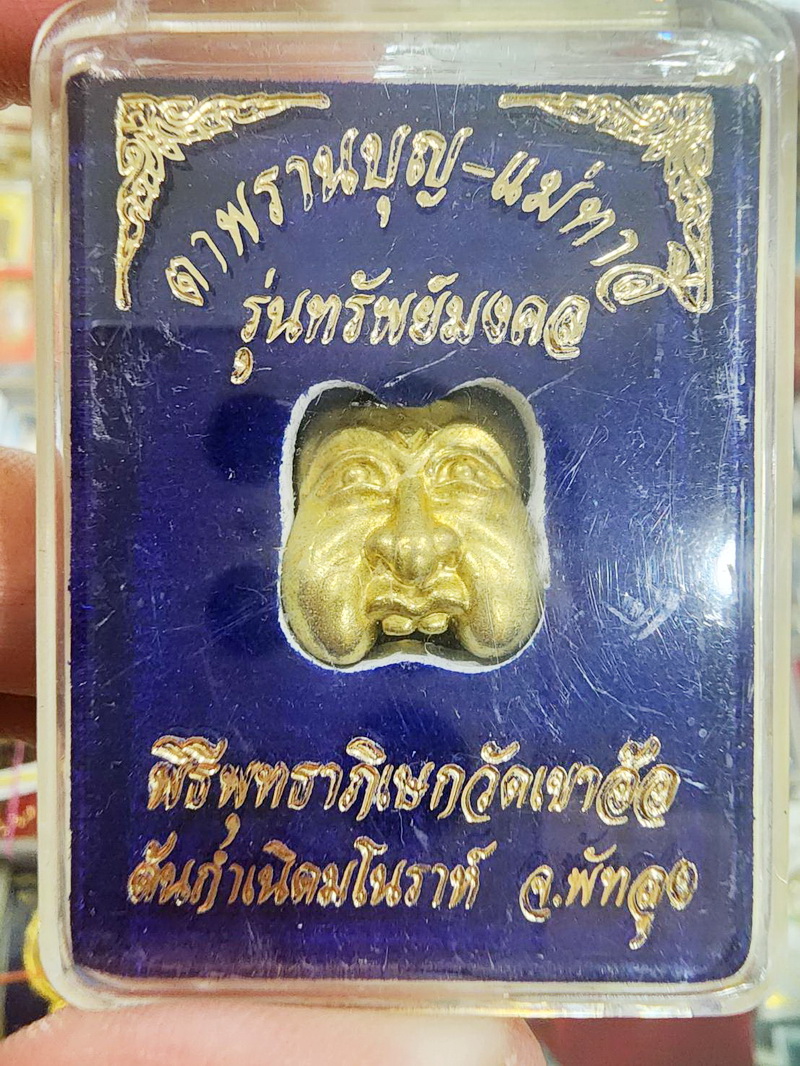 ตาพรานบุญ-แม่ทาสี
รุ่นทรัพย์มงคล
พิธีพุทธาภิเษกวัดเขาอ้อ
ต้นกำเนิดมโนราห์ จ.พัทลุง